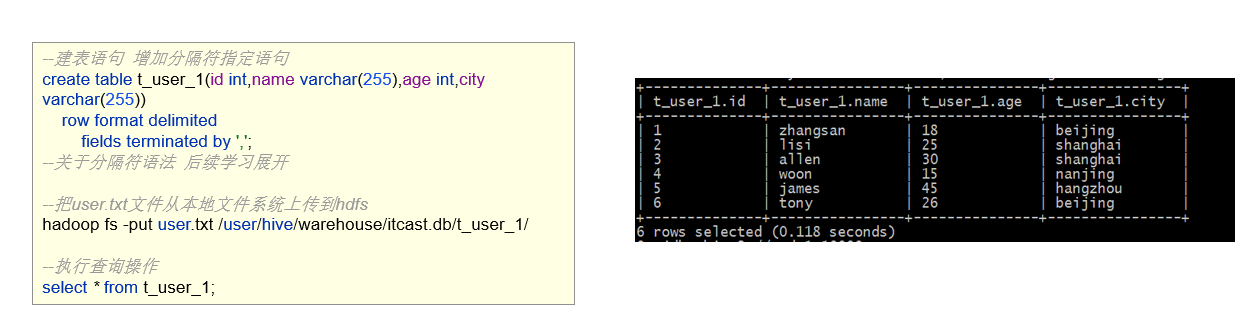 --建表语句 增加分隔符指定语句
create table t_user_1(id int,name varchar(255),age int,city
varchar(255))
row format delimited
fields terminated by ',';
--关于分隔符语法 后续学习展开
--把user.txt文件从本地文件系统上传到hdfs
hadoop fs -put user.txt /user/hive/warehouse/itcast.db/t_user_1/
--执行查询操作
select * from t_user_1;
| t_user_1.id | t_user_1.name | t_user_1.age | t_user_1.city |
| 1 | zhangsan | 18 | beijing |
| 2 | lisi | 25 | shanghai |
| 3 | allen | 30 | shanghai |
| 4 | woon | 15 | nanjing |
| 5 | james | 45 | hangzhou |
| 6 | tony | 26 | beijing |
6 rows selected (0.118 seconds)